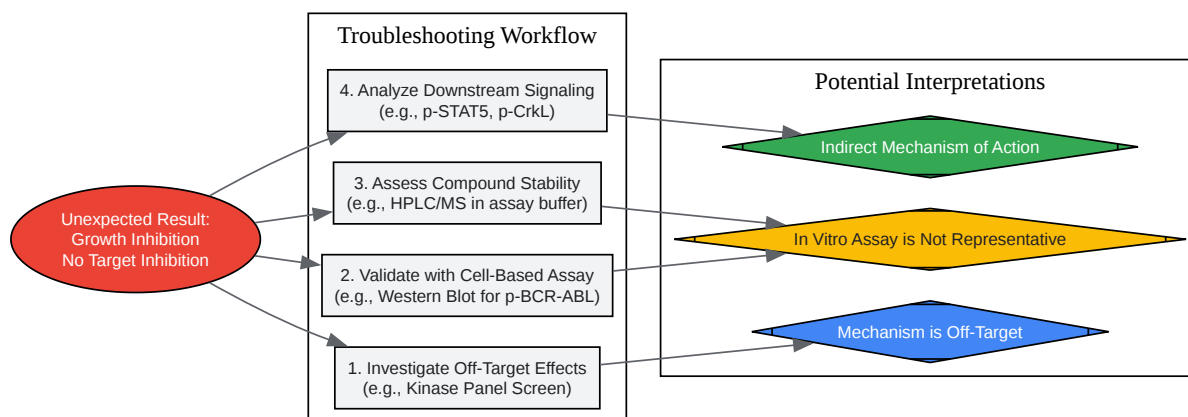 Troubleshooting Workflow
Potential Interpretations
4. Analyze Downstream Signaling
(e.g., p-STAT5, p-CrkL)
Indirect Mechanism of Action
Unexpected Result:
Growth Inhibition
No Target Inhibition
3. Assess Compound Stability
(e.g., HPLC/MS in assay buffer)
In Vitro Assay is Not Representative
2. Validate with Cell-Based Assay
(e.g., Western Blot for p-BCR-ABL)
Mechanism is Off-Target
1. Investigate Off-Target Effects
(e.g., Kinase Panel Screen)